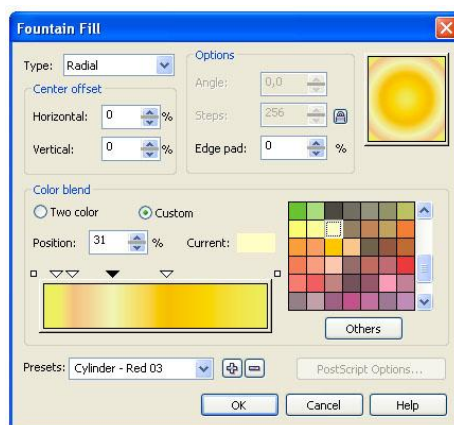 Fountain Fill
Type: Radial
Options
Angle: 0,0
Steps: 256
Edge pad: 0 %
Center offset
Horizontal: 0 %
Vertical: 0 %
Color blend
Two color Custom
Position: 31 % Current:
Others
Presets: Cylinder - Red 03 PostScript Options...
OK Cancel Help